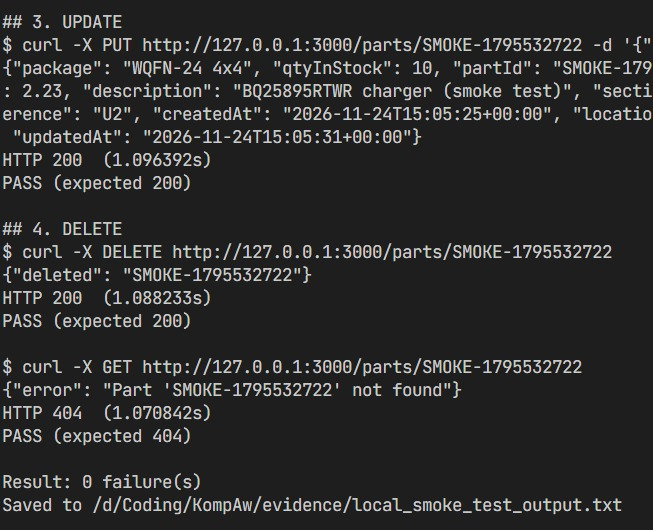 ## 3. UPDATE
$ curl -X PUT http://127.0.0.1:3000/parts/SMOKE-1795532722 -d '{"
{"package": "WQFN-24 4x4", "qtyInStock": 10, "partId": "SMOKE-179
: 2.23, "description": "BQ25895RTWR charger (smoke test)", "secti
erence": "U2", "createdAt": "2026-11-24T15:05:25+00:00", "locatio
"updatedAt": "2026-11-24T15:05:31+00:00"}
HTTP 200  (1.096392s)
PASS (expected 200)

## 4. DELETE
$ curl -X DELETE http://127.0.0.1:3000/parts/SMOKE-1795532722
{"deleted": "SMOKE-1795532722"}
HTTP 200  (1.088233s)
PASS (expected 200)

$ curl -X GET http://127.0.0.1:3000/parts/SMOKE-1795532722
{"error": "Part 'SMOKE-1795532722' not found"}
HTTP 404  (1.070842s)
PASS (expected 404)

Result: 0 failure(s)
Saved to /d/Coding/KompAw/evidence/local_smoke_test_output.txt